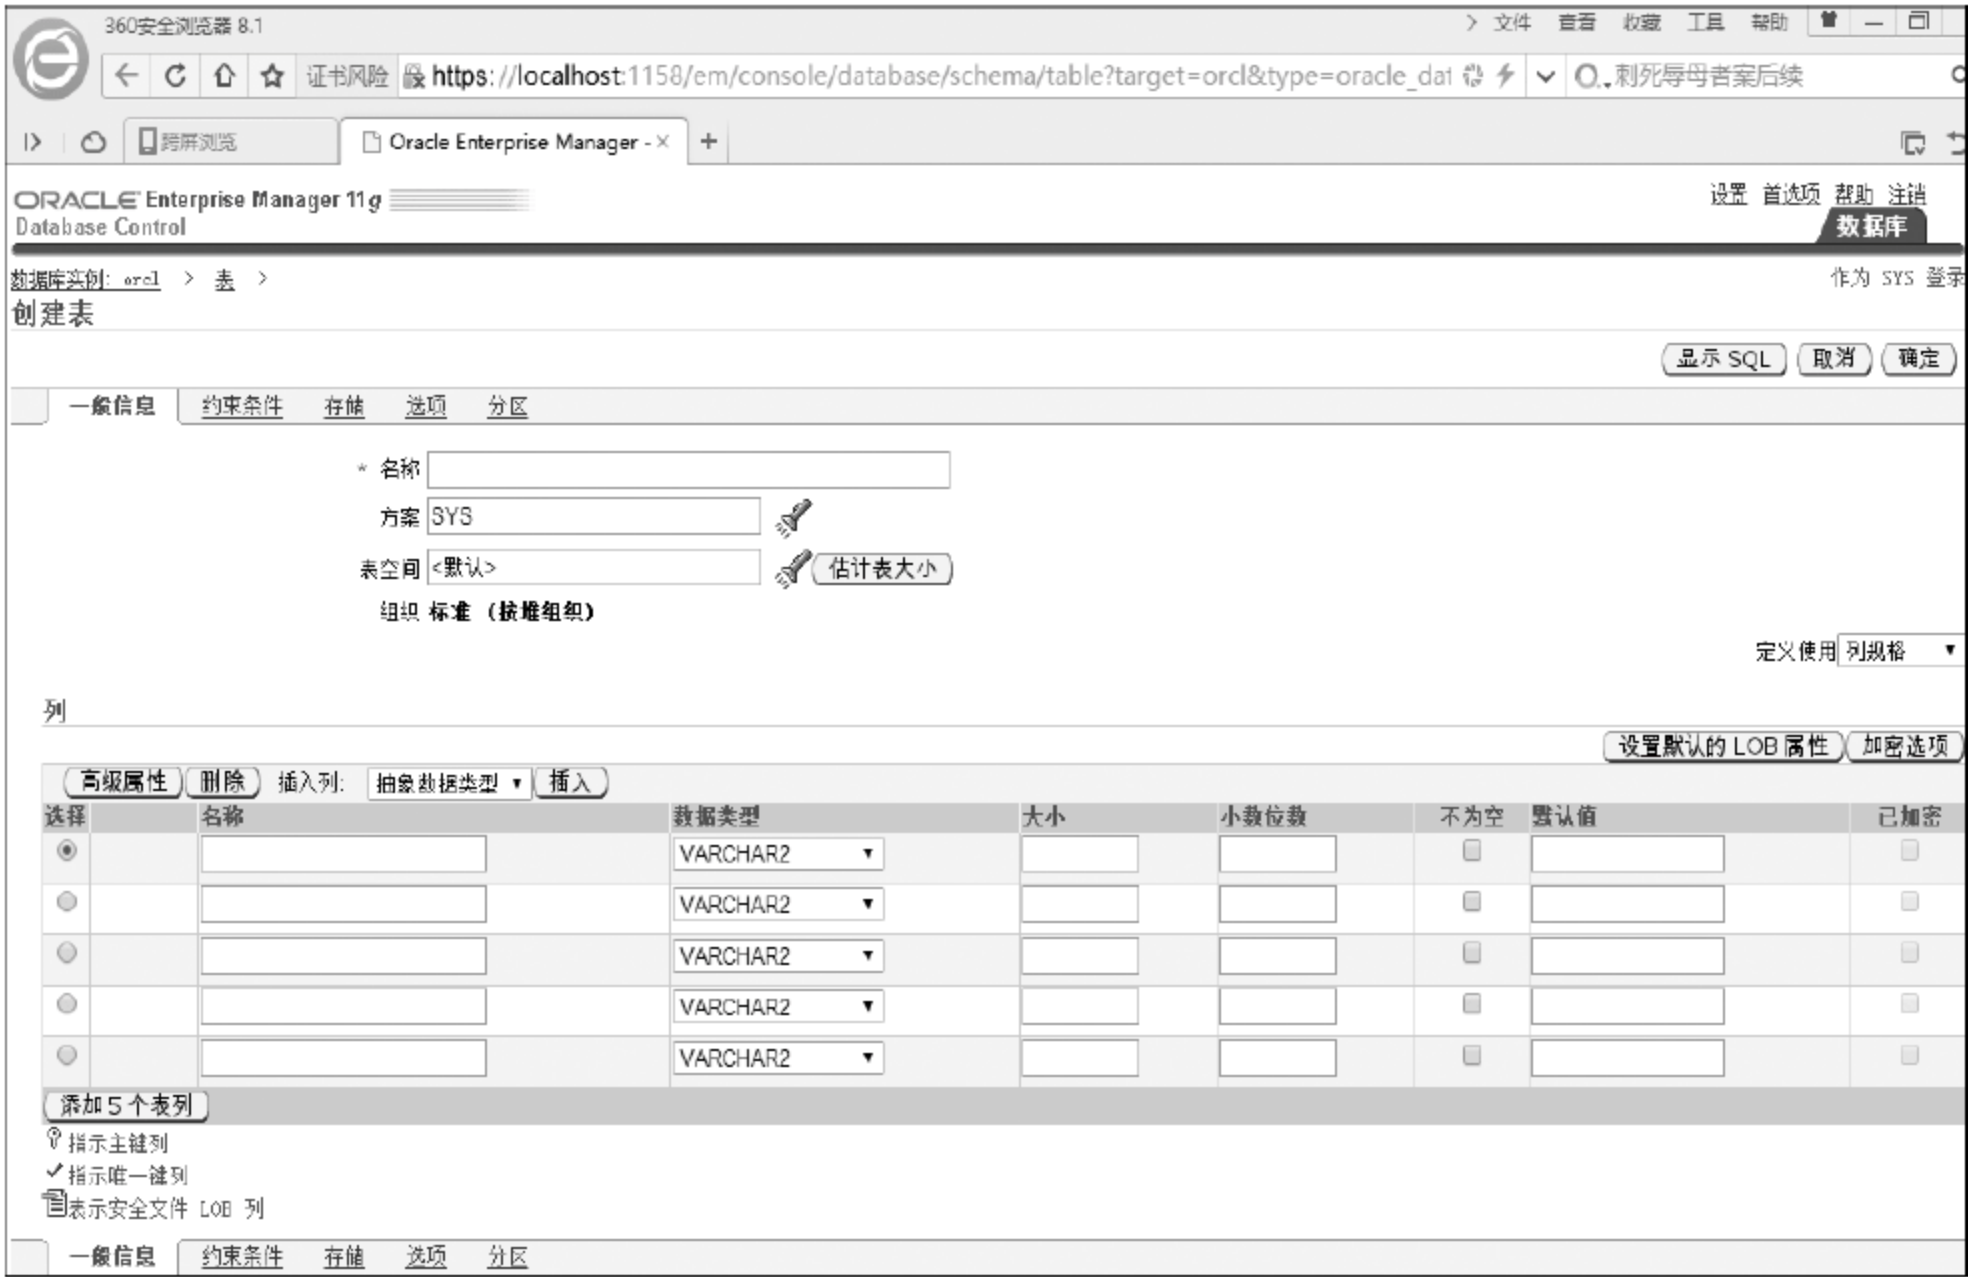 360安全浏览器 8.1
文件 查看 收藏 工具 帮助
证书风险 https://localhost:1158/em/console/database/schema/table?target=orcl&type=oracle_dat 刺死辱母者案后续
跨屏浏览 Oracle Enterprise Manager - × +
ORACLE Enterprise Manager 11g
设置 首选项 帮助 注销
Database Control
数据库
数据库实例: orcl > 表 >
作为 SYS 登录
创建表
显示 SQL 取消 确定
一般信息 约束条件 存储 选项 分区
* 名称
方案 SYS
表空间 <默认> 估计表大小
组织 标准 (按堆组织)
定义使用 列规格
列
设置默认的 LOB 属性 加密选项
高级属性 删除 插入列: 抽象数据类型 插入
选择 名称 数据类型 大小 小数位数 不为空 默认值 已加密
VARCHAR2
VARCHAR2
VARCHAR2
VARCHAR2
VARCHAR2
添加 5 个表列
指示主键列
指示唯一键列
表示安全文件 LOB 列
一般信息 约束条件 存储 选项 分区